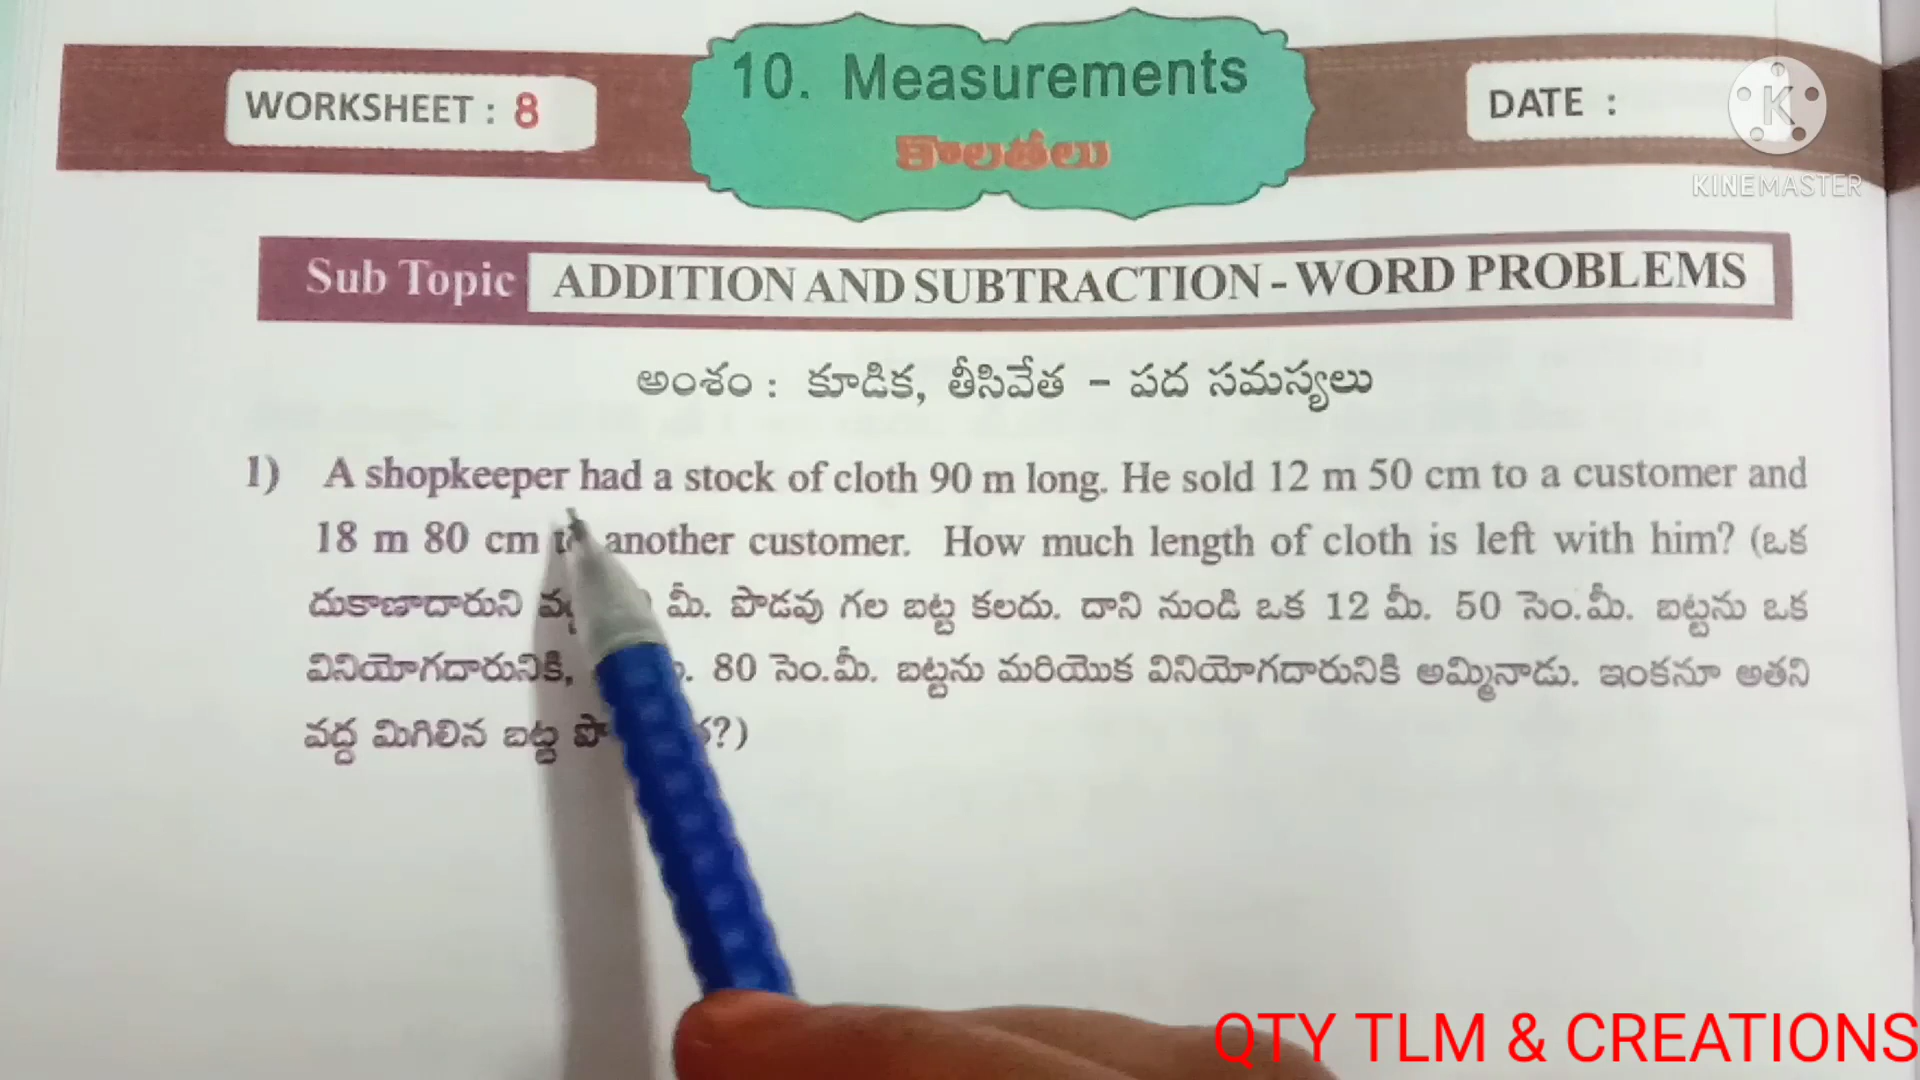 WORKSHEET : 8
10. Measurements
కొలతలు
DATE :
KINEMASTER
Sub Topic
ADDITION AND SUBTRACTION - WORD PROBLEMS
అంశం : కూడిక, తీసివేత – పద సమస్యలు
1) A shopkeeper had a stock of cloth 90 m long. He sold 12 m 50 cm to a customer and
18 m 80 cm another customer. How much length of cloth is left with him? (ఒక
దుకాణాదారుని మీ. పొడవు గల బట్ట కలదు. దాని నుండి ఒక 12 మీ. 50 సెం.మీ. బట్టను ఒక
వినియోగదారునికి, 80 సెం.మీ. బట్టను మరియొక వినియోగదారునికి అమ్మినాడు. ఇంకనూ అతని
వద్ద మిగిలిన బట్ట
QTY TLM & CREATIONS